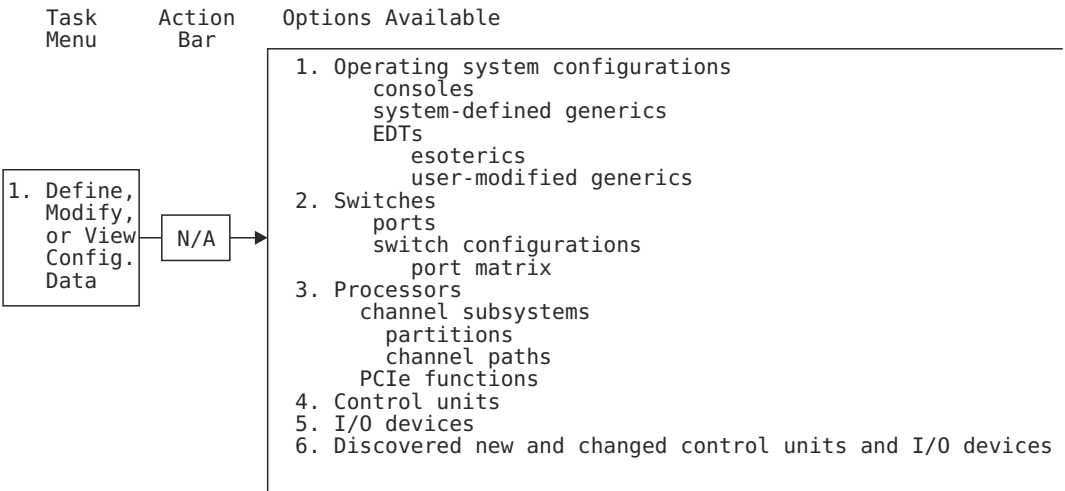 Task Action Options Available
Menu Bar
1. Operating system configurations
consoles
system-defined generics
EDTs
esoterics
1. Define, user-modified generics
Modify, 2. Switches
ports
or View N/A switch configurations
Config. port matrix
Data 3. Processors
channel subsystems
partitions
channel paths
PCIe functions
4. Control units
5. I/O devices
6. Discovered new and changed control units and I/O devices